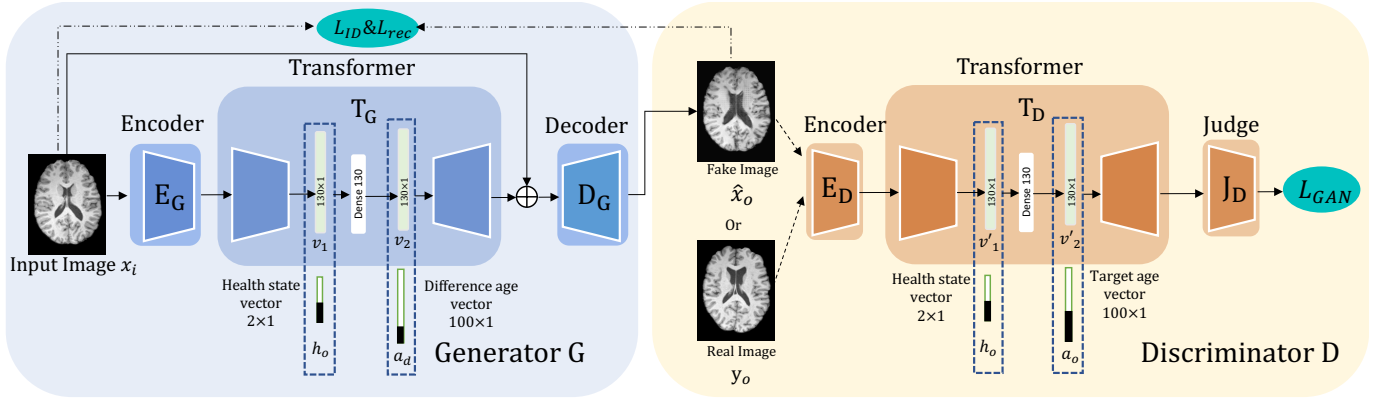 L_ID&L_rec
Transformer
T_G
Encoder
Decoder
E_G
130×1
Dense 130
130×1
D_G
v_1
v_2
Input Image x_i
Health state
vector
2×1
Difference age
vector
100×1
h_o
a_d
Generator G
Fake Image
x̂_o
Or
Real Image
y_o
Transformer
T_D
Encoder
Judge
E_D
130×1
Dense 130
130×1
J_D
L_GAN
v'_1
v'_2
Health state
vector
2×1
Target age
vector
100×1
h_o
a_o
Discriminator D